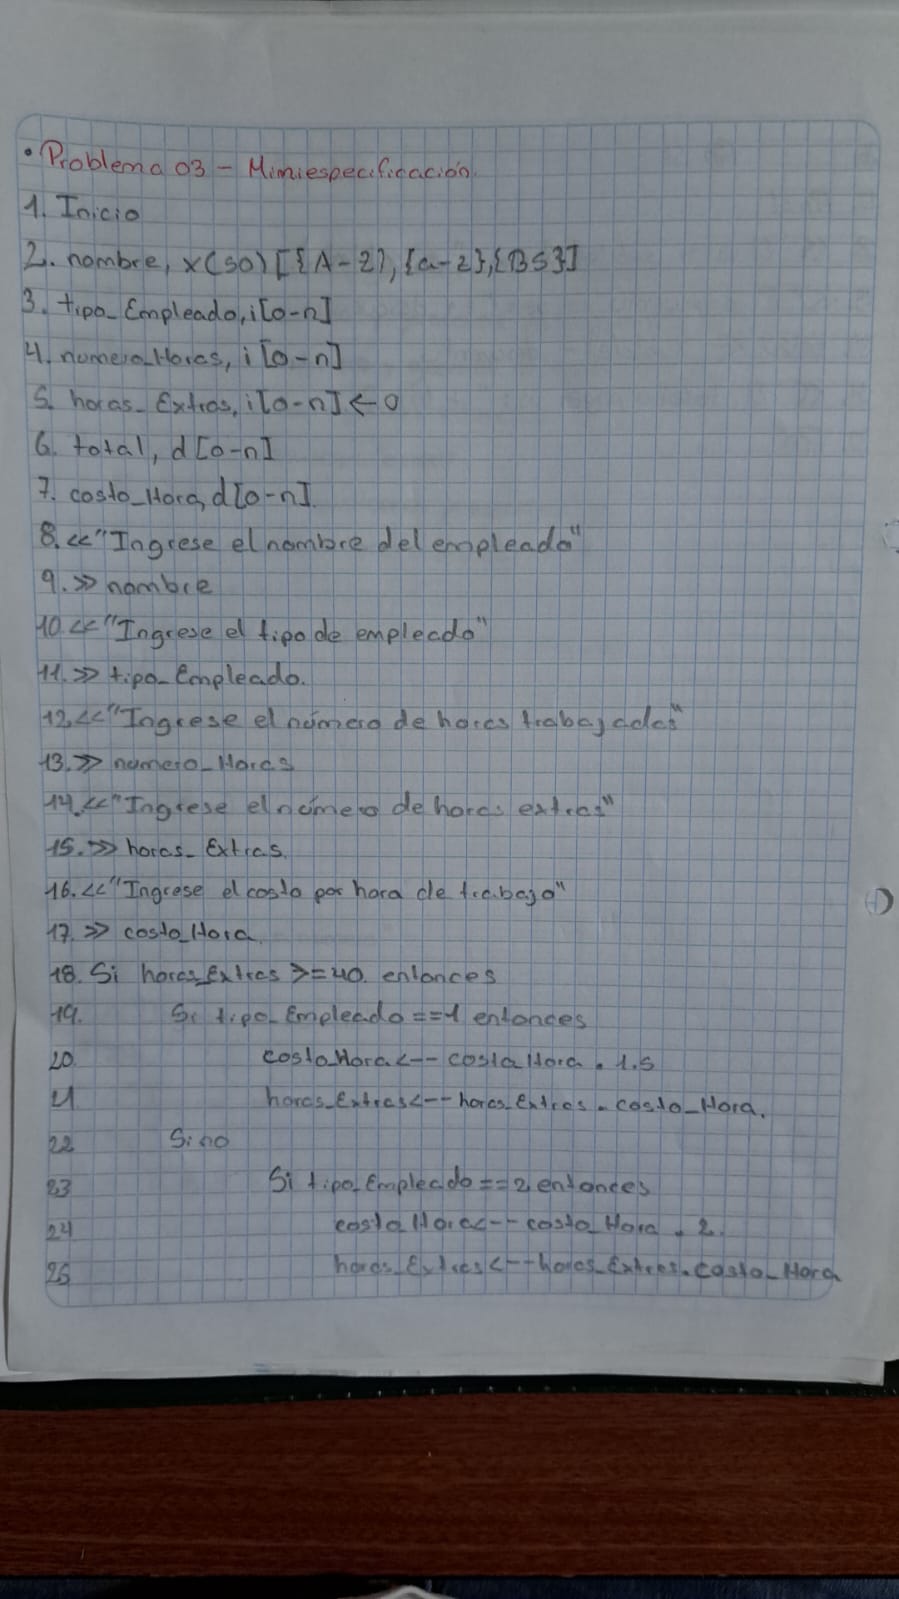 • Problema 03 - Miniespecificación.
1. Inicio
2. nombre, x(50) [{A-Z}, {a-z}, {BS}]
3. tipo_Empleado, i[0-n]
4. numero_Horas, i[0-n]
5. horas_Extras, i[0-n] ← 0
6. total, d[0-n]
7. costo_Hora, d[0-n]
8. << "Ingrese el nombre del empleado"
9. >> nombre
10. << "Ingrese el tipo de empleado"
11. >> tipo_Empleado.
12. << "Ingrese el número de horas trabajadas"
13. >> numero_Horas
14. << "Ingrese el número de horas extras"
15. >> horas_Extras.
16. << "Ingrese el costo por hora de trabajo"
17. >> costo_Hora.
18. Si horas_Extras >= 40. entonces
19. Si tipo_Empleado == 1 entonces
20. costo_Hora <-- costo_Hora * 1.5
21 horas_Extras <-- horas_Extras * costo_Hora.
22 Sino
23 Si tipo_Empleado == 2 entonces
24 costo_Hora <-- costo_Hora * 2.
25 horas_Extras <-- horas_Extras * costo_Hora